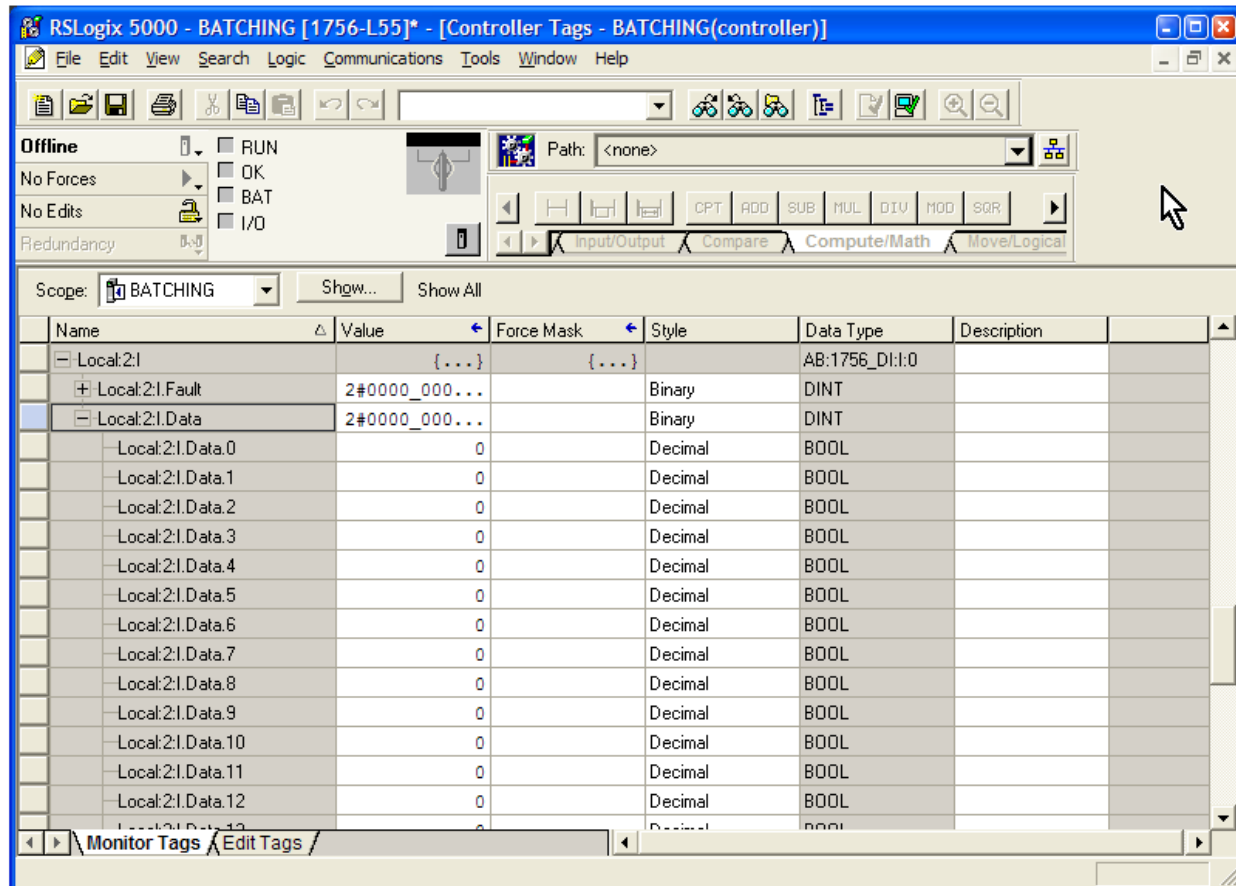 RSLogix 5000 - BATCHING [1756-L55]* - [Controller Tags - BATCHING(controller)]
File Edit View Search Logic Communications Tools Window Help
Offline
RUN
No Forces
OK
No Edits
BAT
Redundancy
I/O
Path: <none>
CPT ADD SUB MUL DIV MOD SQR
Input/Output Compare Compute/Math Move/Logical
Scope: BATCHING Show... Show All
Name Value Force Mask Style Data Type Description
Local:2:I {...} {...} AB:1756_DI:I:0
Local:2:I.Fault 2#0000_000... Binary DINT
Local:2:I.Data 2#0000_000... Binary DINT
Local:2:I.Data.0 0 Decimal BOOL
Local:2:I.Data.1 0 Decimal BOOL
Local:2:I.Data.2 0 Decimal BOOL
Local:2:I.Data.3 0 Decimal BOOL
Local:2:I.Data.4 0 Decimal BOOL
Local:2:I.Data.5 0 Decimal BOOL
Local:2:I.Data.6 0 Decimal BOOL
Local:2:I.Data.7 0 Decimal BOOL
Local:2:I.Data.8 0 Decimal BOOL
Local:2:I.Data.9 0 Decimal BOOL
Local:2:I.Data.10 0 Decimal BOOL
Local:2:I.Data.11 0 Decimal BOOL
Local:2:I.Data.12 0 Decimal BOOL
Monitor Tags Edit Tags